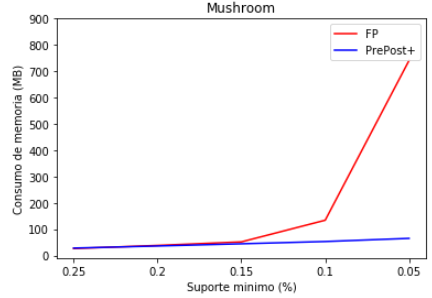 Mushroom
900
800
700
600
500
400
300
200
100
0
Consumo de memoria (MB)
FP
PrePost+
0.25 0.2 0.15 0.1 0.05
Suporte minimo (%)